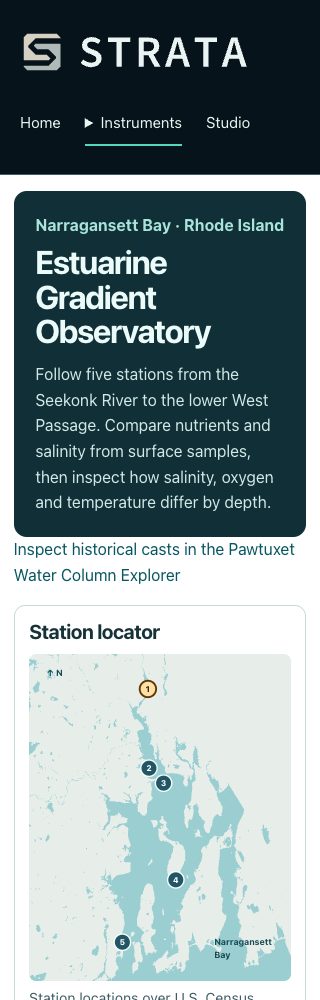 STRATA
Home
Instruments
Studio
Narragansett Bay · Rhode Island
Estuarine
Gradient
Observatory
Follow five stations from the
Seekonk River to the lower West
Passage. Compare nutrients and
salinity from surface samples,
then inspect how salinity, oxygen
and temperature differ by depth.
Inspect historical casts in the Pawtuxet
Water Column Explorer
Station locator
↑ N
1
2
3
4
5
Narragansett
Bay
Station locations over U.S. Census